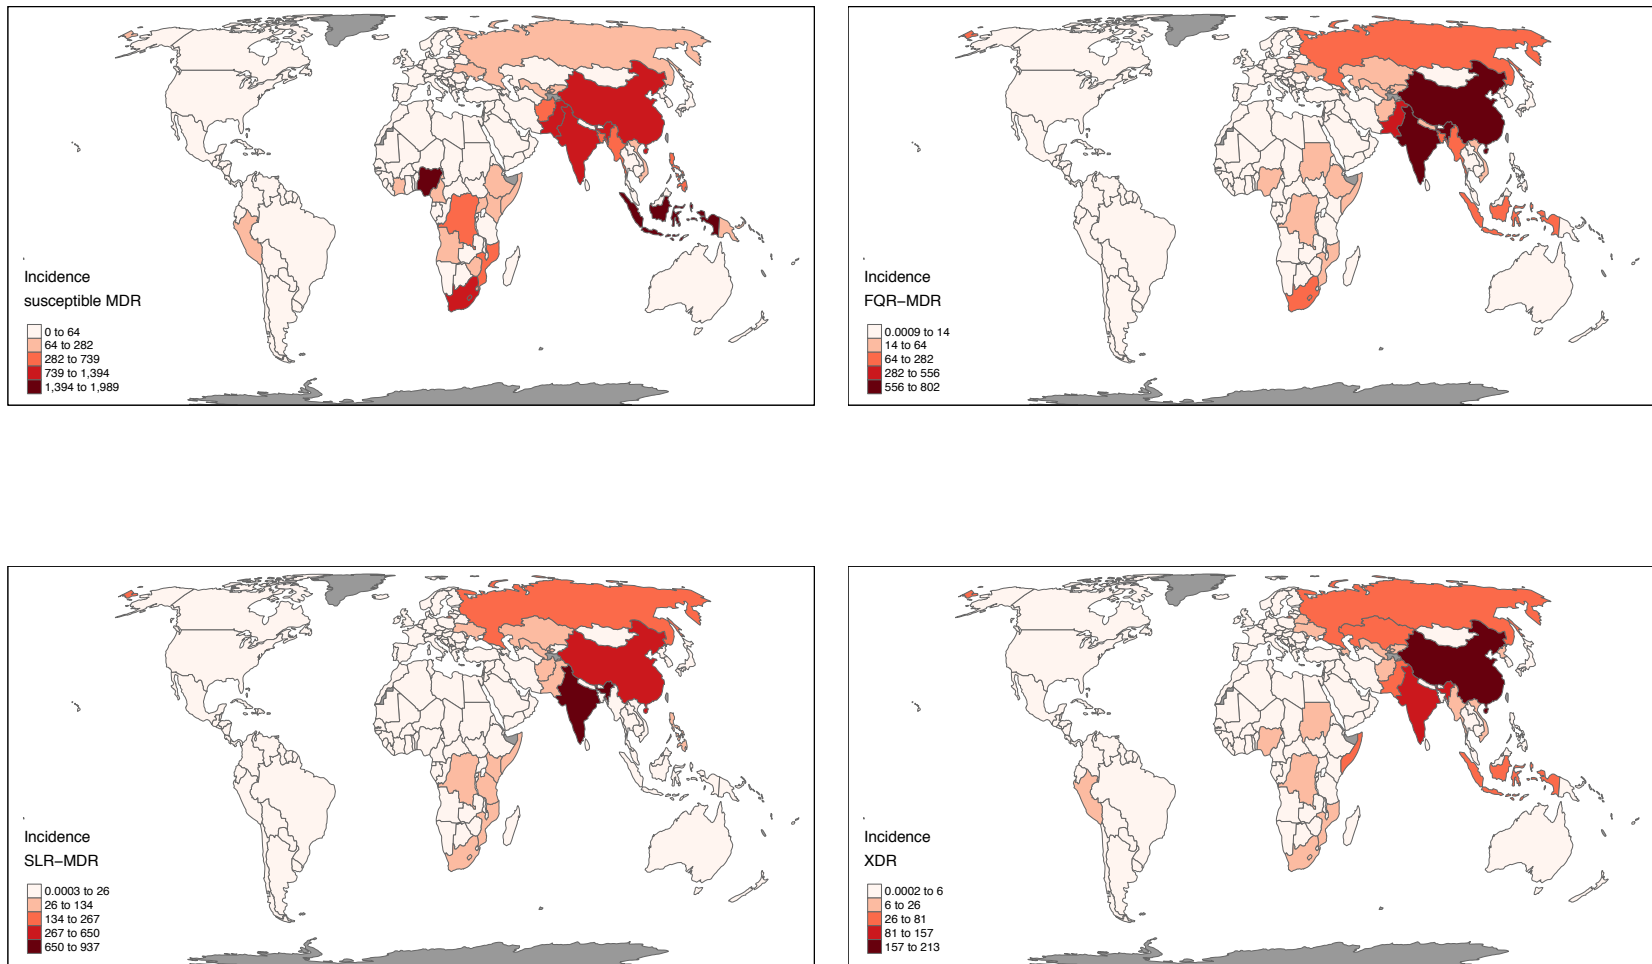 Incidence
susceptible MDR
0 to 64
64 to 282
282 to 739
739 to 1,394
1,394 to 1,989
Incidence
FQR−MDR
0.0009 to 14
14 to 64
64 to 282
282 to 556
556 to 802
Incidence
SLR−MDR
0.0003 to 26
26 to 134
134 to 267
267 to 650
650 to 937
Incidence
XDR
0.0002 to 6
6 to 26
26 to 81
81 to 157
157 to 213